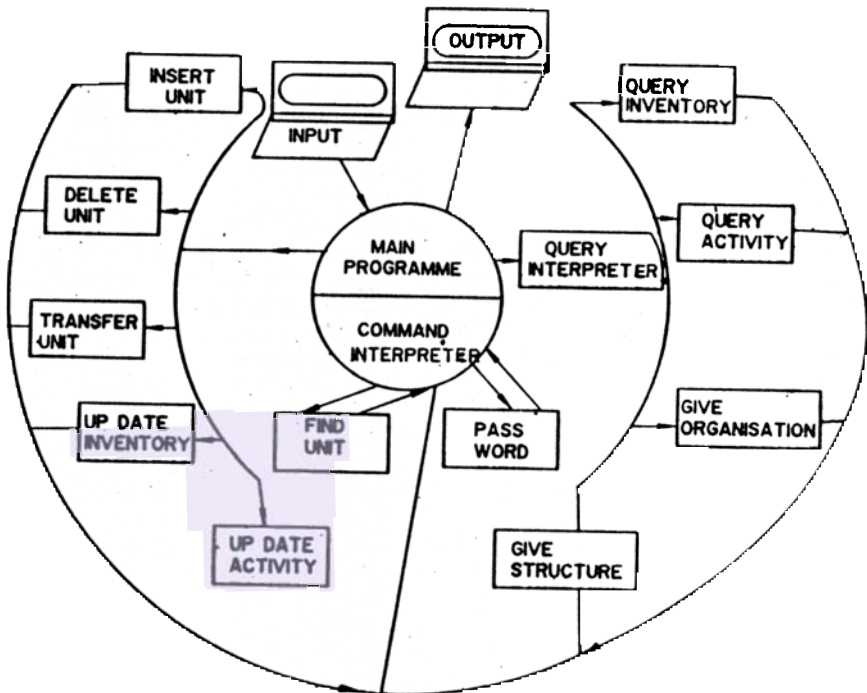 OUTPUT
INSERT
UNIT
QUERY
INVENTORY
INPUT
DELETE
UNIT
QUERY
ACTIVITY
MAIN
PROGRAMME
QUERY
INTERPRETER
TRANSFER
UNIT
COMMAND
INTERPRETER
UP DATE
INVENTORY
FIND
UNIT
PASS
WORD
GIVE
ORGANISATION
UP DATE
ACTIVITY
GIVE
STRUCTURE